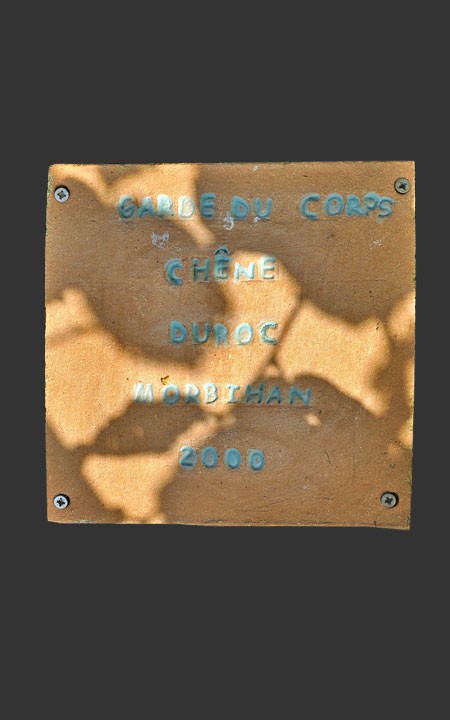 GARDE DU CORPS
CHÊNE
DUROC
MORBIHAN
2000